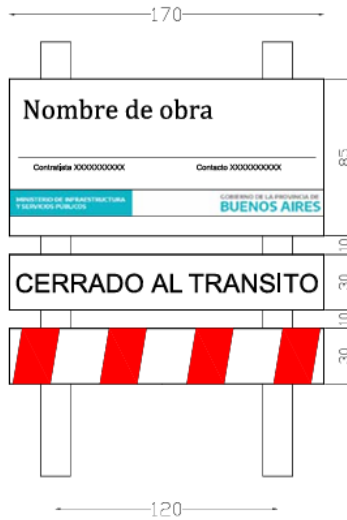 170
Nombre de obra
Contratista XXXXXXXXXX Contacto XXXXXXXXXX
MINISTERIO DE INFRAESTRUCTURA
Y SERVICIOS PÚBLICOS
GOBIERNO DE LA PROVINCIA DE
BUENOS AIRES
85
10
CERRADO AL TRANSITO
30
10
30
120